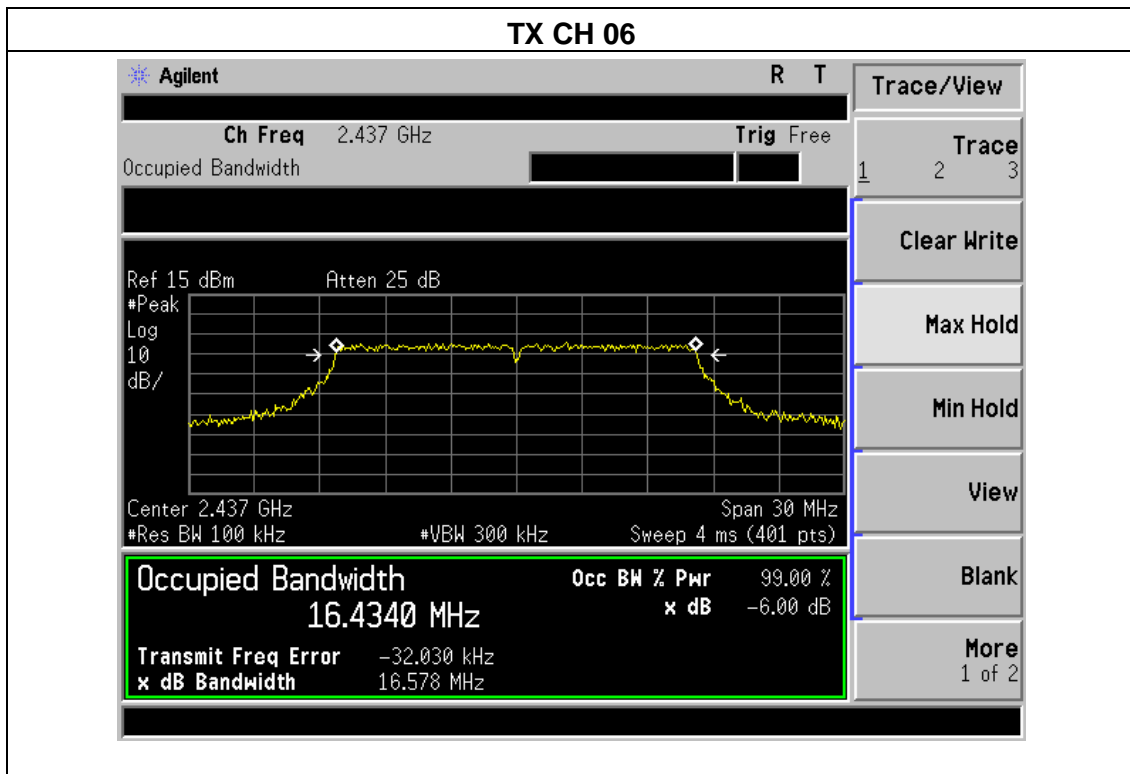 TX CH 06
Agilent R T
Trace/View
Ch Freq 2.437 GHz Trig Free
Occupied Bandwidth
Trace
1 2 3
Clear Write
Ref 15 dBm Atten 25 dB
#Peak
Log
10
dB/
Max Hold
Min Hold
View
Center 2.437 GHz Span 30 MHz
#Res BW 100 kHz #VBW 300 kHz Sweep 4 ms (401 pts)
Occupied Bandwidth Occ BW % Pwr 99.00 %
16.4340 MHz x dB -6.00 dB
Blank
Transmit Freq Error -32.030 kHz
x dB Bandwidth 16.578 MHz
More
1 of 2